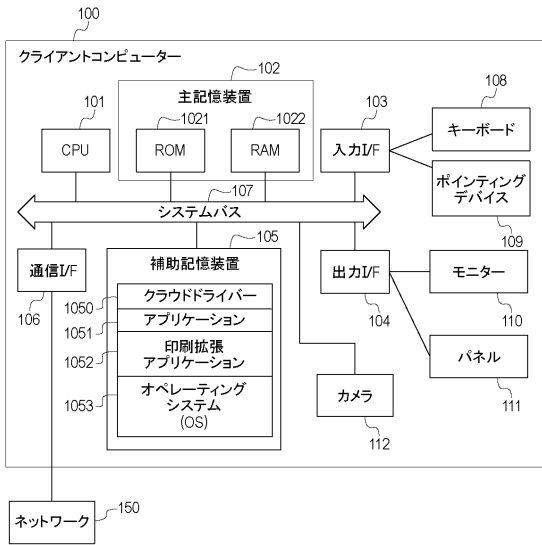 100
クライアントコンピューター
102
主記憶装置
101
CPU
1021
ROM
1022
RAM
103
入力I/F
108
キーボード
ポインティング
デバイス
109
107
システムバス
通信I/F
106
105
補助記憶装置
1050
クラウドドライバー
1051
アプリケーション
1052
印刷拡張
アプリケーション
1053
オペレーティング
システム
(OS)
出力I/F
104
モニター
110
パネル
111
カメラ
112
ネットワーク
150